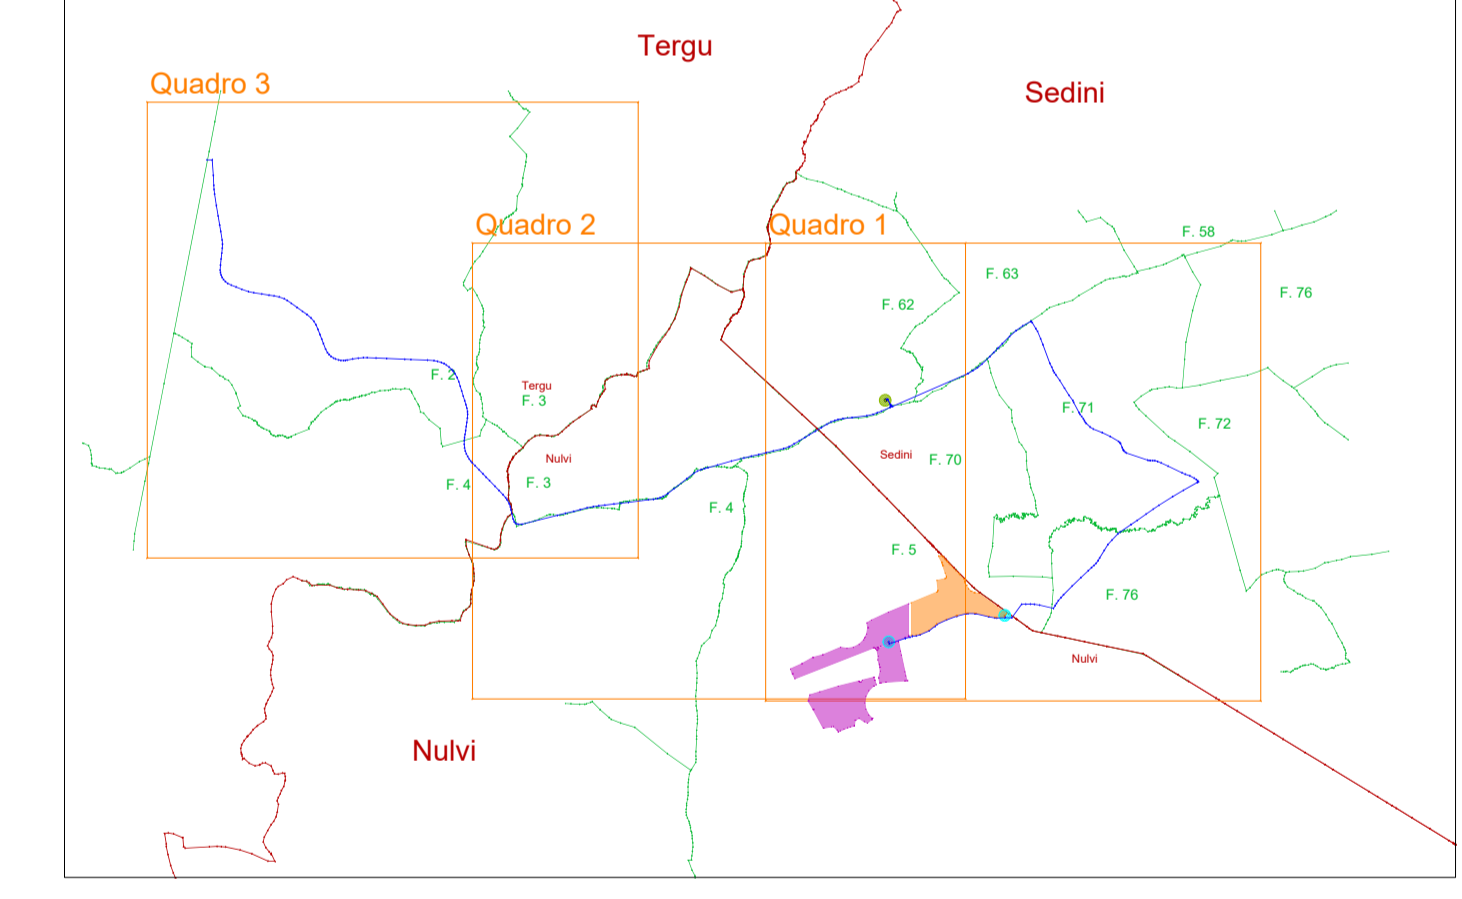 Tergu
Quadro 3
Sedini
Quadro 2
Quadro 1
F. 58
F. 63
F. 76
F. 62
F. 2
Tergu
F. 3
F. 71
F. 72
Nulvi
Sedini
F. 70
F. 4
F. 3
F. 4
F. 5
F. 76
Nulvi
Nulvi